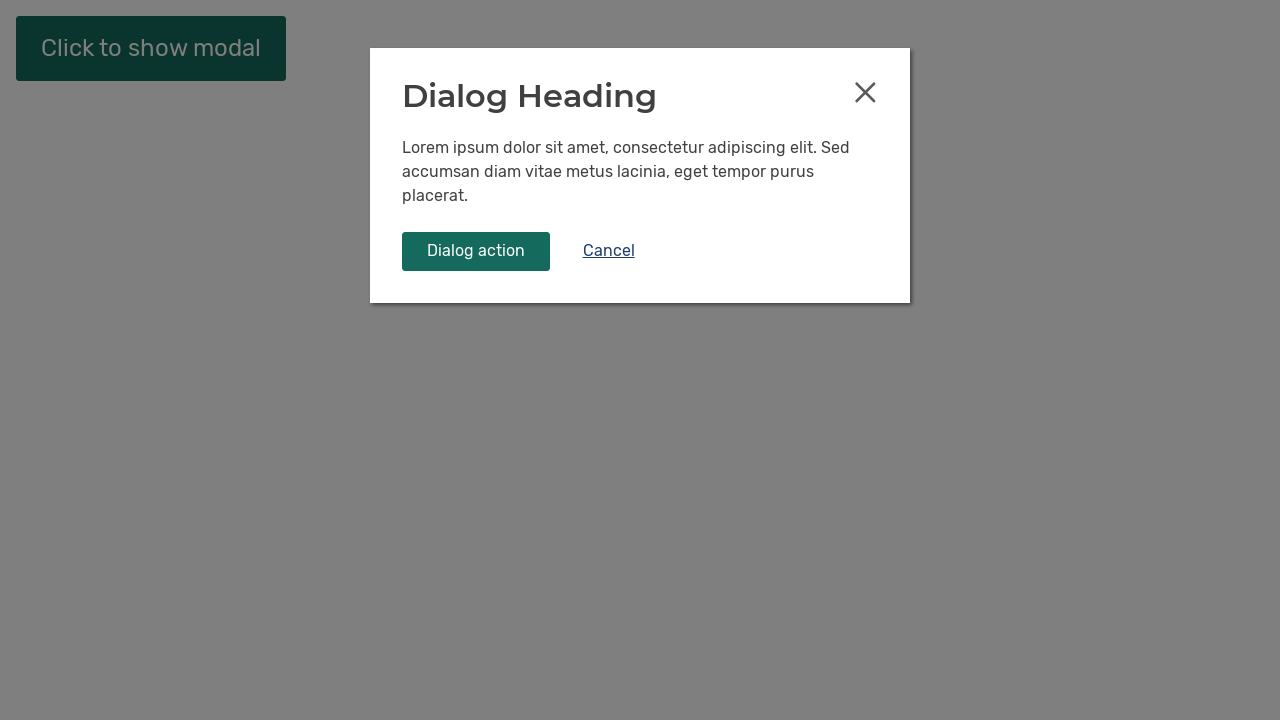 Click to show modal
Dialog Heading
Lorem ipsum dolor sit amet, consectetur adipiscing elit. Sed
accumsan diam vitae metus lacinia, eget tempor purus
placerat.
Dialog action
Cancel